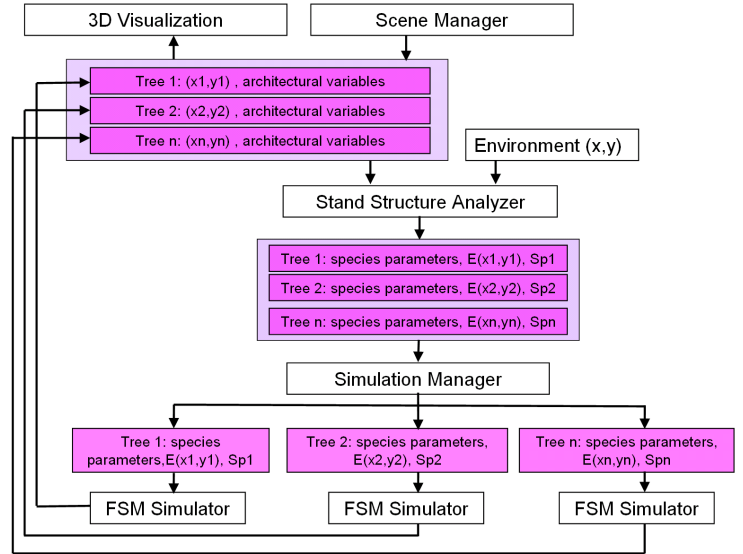 3D Visualization
Scene Manager
Tree 1: (x1,y1) , architectural variables
Tree 2: (x2,y2) , architectural variables
Tree n: (xn,yn) , architectural variables
Environment (x,y)
Stand Structure Analyzer
Tree 1: species parameters, E(x1,y1), Sp1
Tree 2: species parameters, E(x2,y2), Sp2
Tree n: species parameters, E(xn,yn), Spn
Simulation Manager
Tree 1: species
parameters,E(x1,y1), Sp1
Tree 2: species parameters,
E(x2,y2), Sp2
Tree n: species parameters,
E(xn,yn), Spn
FSM Simulator
FSM Simulator
FSM Simulator